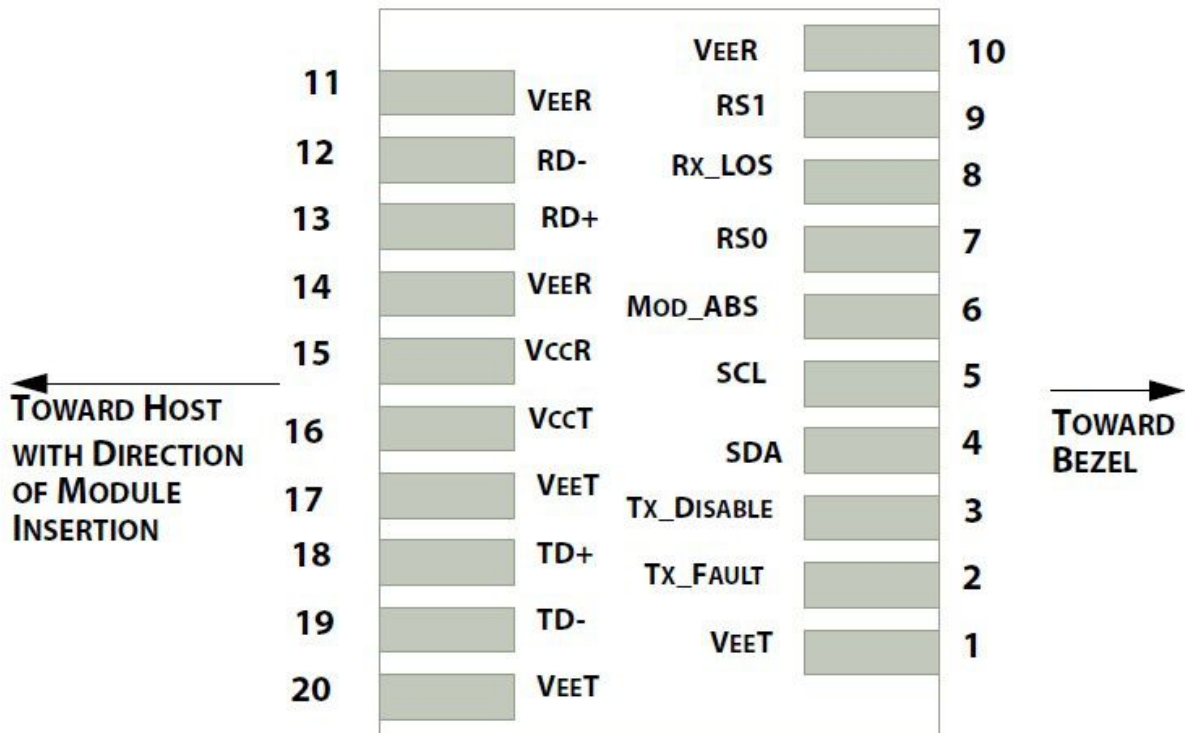 11 VEER
12 RD-
13 RD+
14 VEER
15 VCCR
16 VCCT
17 VEET
18 TD+
19 TD-
20 VEET
VEER 10
RS1 9
RX_LOS 8
RS0 7
MOD_ABS 6
SCL 5
SDA 4
TX_DISABLE 3
TX_FAULT 2
VEET 1
TOWARD HOST
WITH DIRECTION
OF MODULE
INSERTION
TOWARD
BEZEL